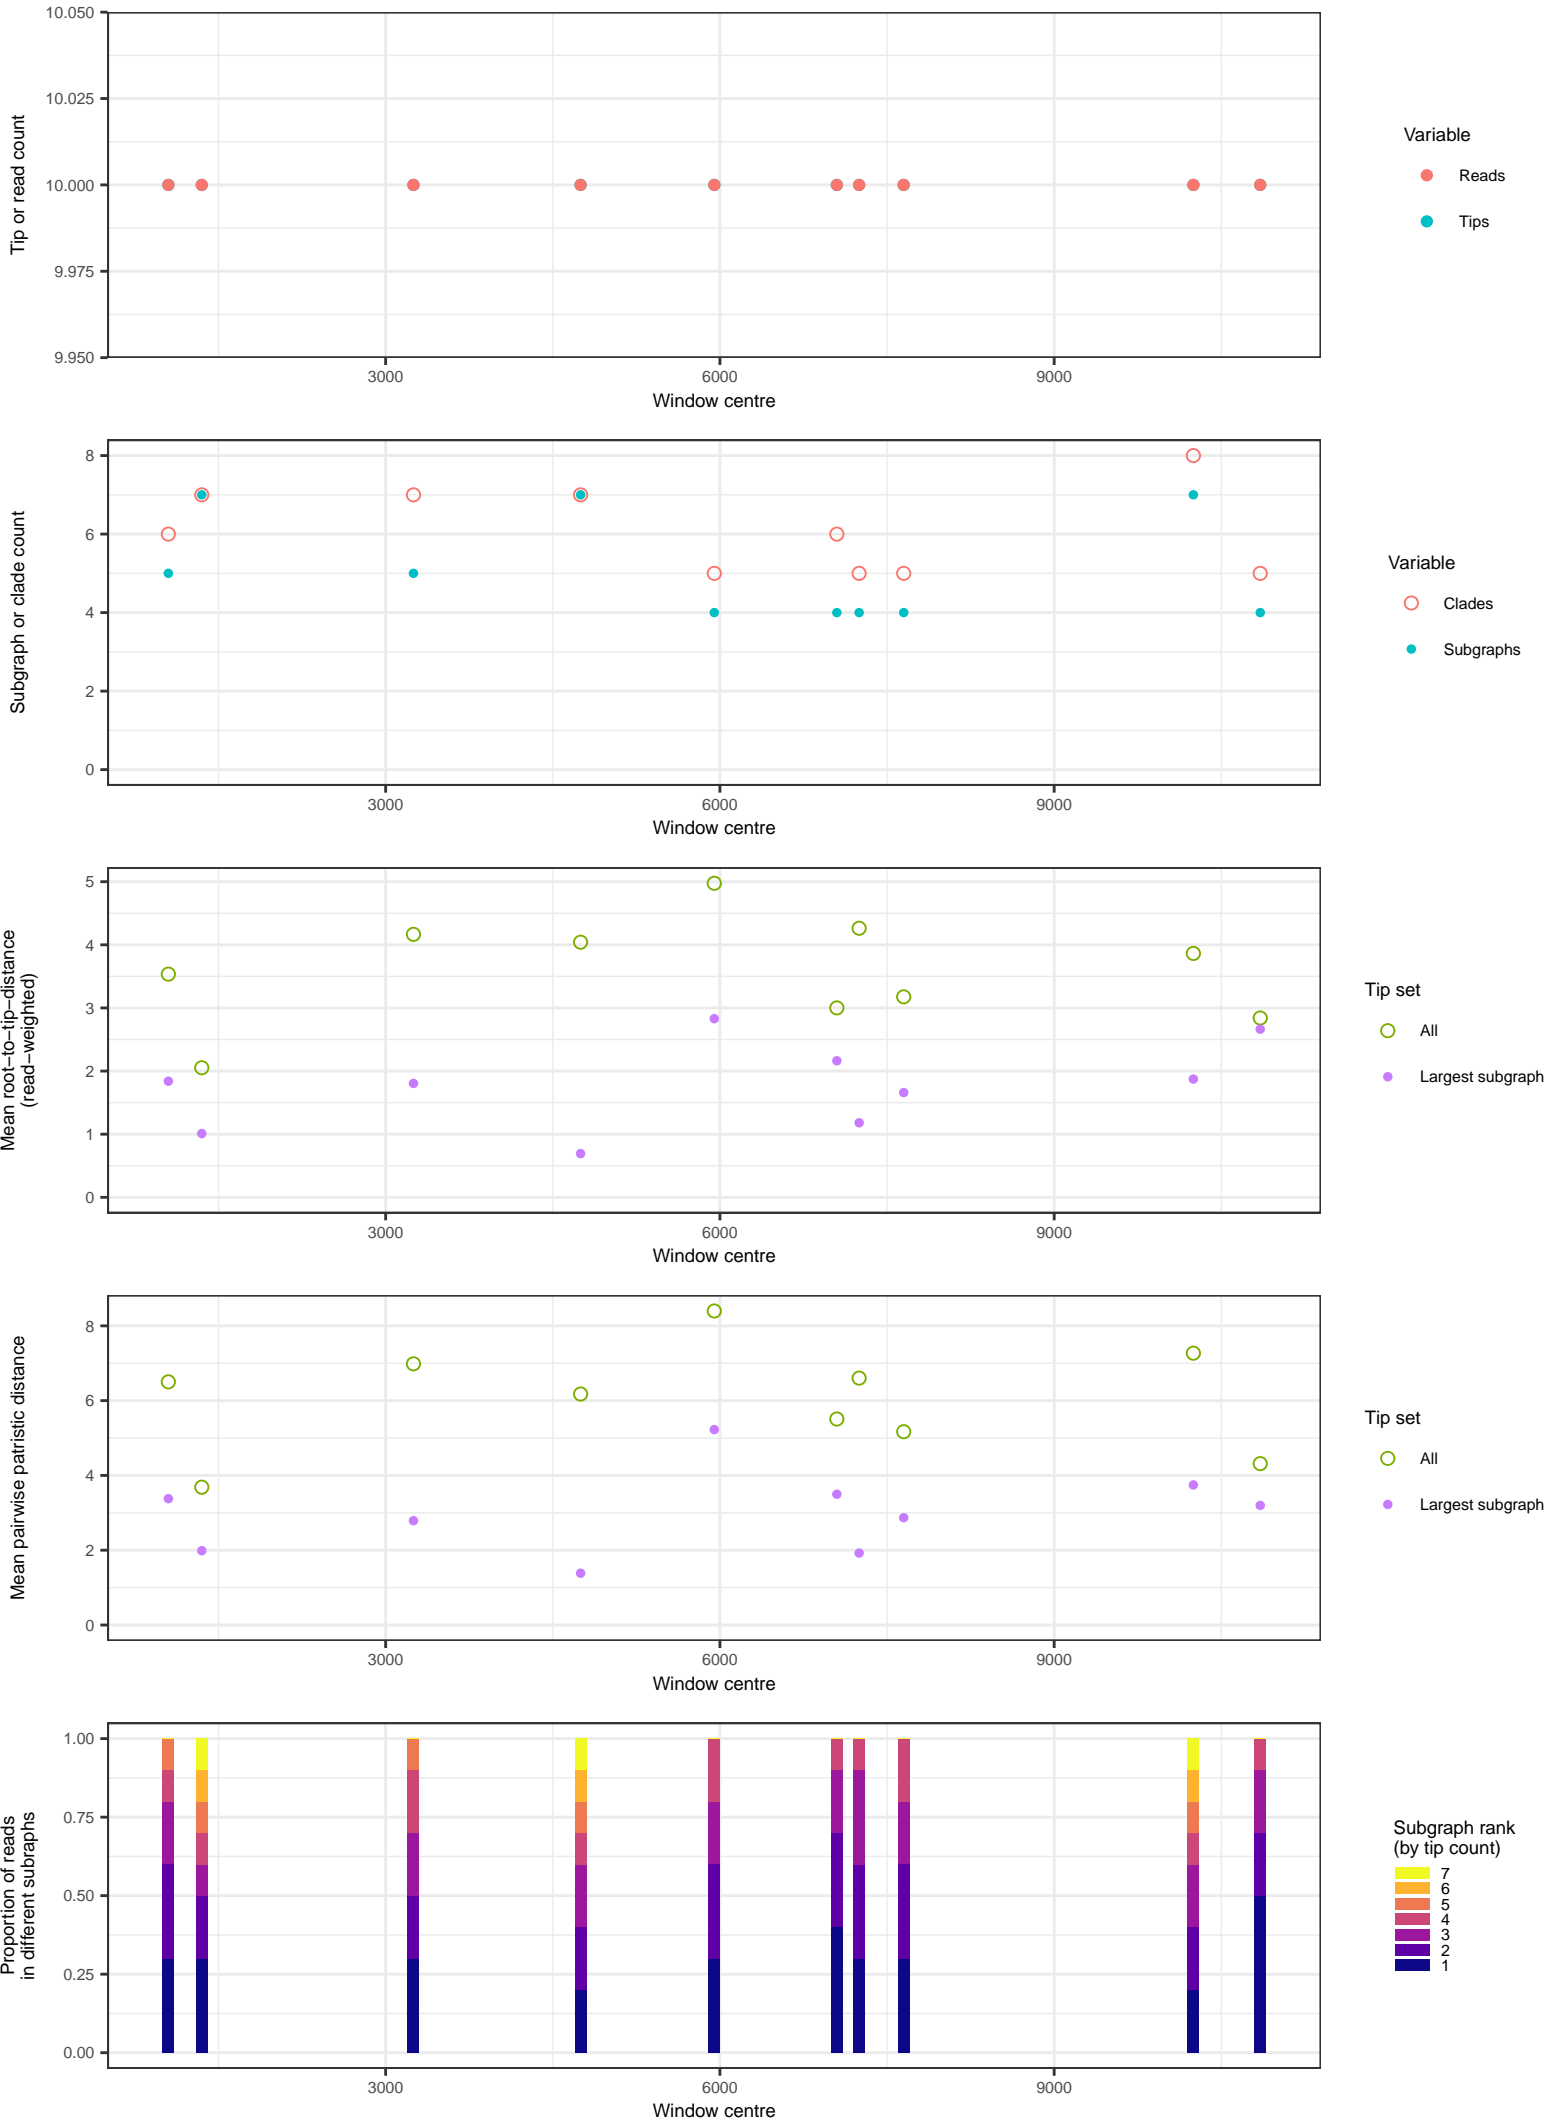 10.050
10.025
10.000
9.975
9.950
Tip or read count
3000
6000
9000
Window centre
Variable
Reads
Tips
8
6
4
2
0
Subgraph or clade count
3000
6000
9000
Window centre
Variable
Clades
Subgraphs
5
4
3
2
1
0
Mean root−to−tip−distance
(read−weighted)
3000
6000
9000
Window centre
Tip set
All
Largest subgraph
8
6
4
2
0
Mean pairwise patristic distance
3000
6000
9000
Window centre
Tip set
All
Largest subgraph
1.00
0.75
0.50
0.25
0.00
Proportion of reads
in different subraphs
3000
6000
9000
Window centre
Subgraph rank
(by tip count)
7
6
5
4
3
2
1